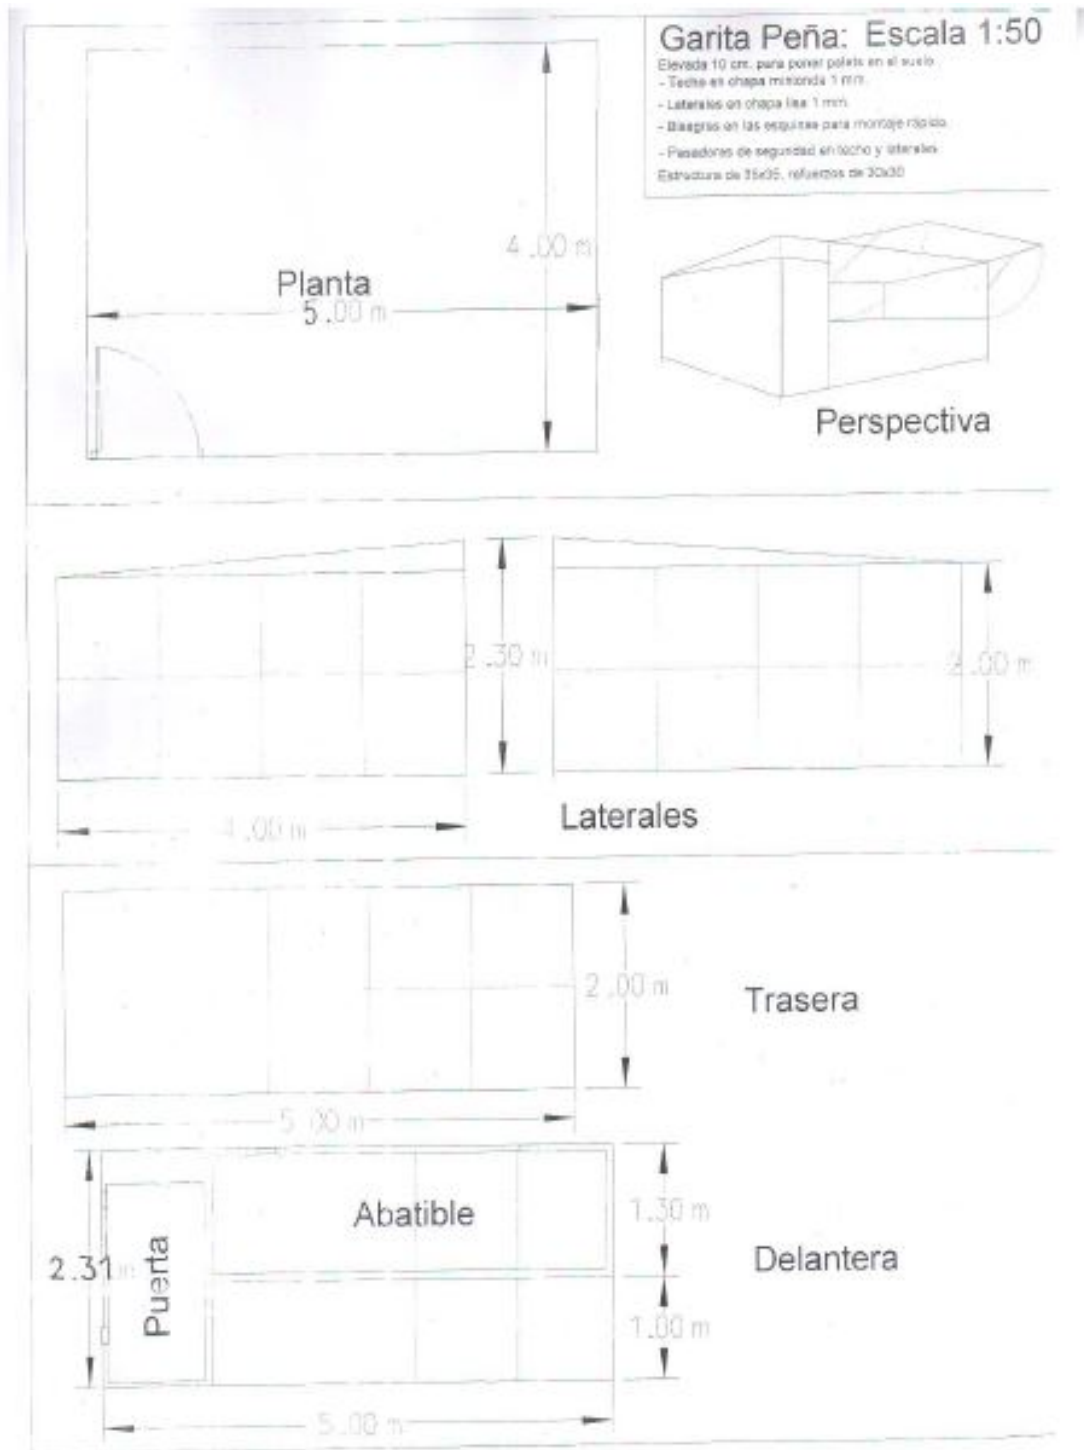 Garita Peña: Escala 1:50
Elevada 10 cm. para poner palets en el suelo
- Techo en chapa minionda 1 mm.
- Laterales en chapa lisa 1 mm.
- Bisagras en las esquinas para montaje rápido
- Pasadores de seguridad en techo y laterales
Estructura de 35x35, refuerzos de 30x30
4.00 m
Planta
5.00 m
Perspectiva
2.30 m
2.00 m
4.00 m
Laterales
2.00 m
Trasera
5.00 m
Abatible
1.30 m
2.31 m
Puerta
Delantera
1.00 m
5.00 m